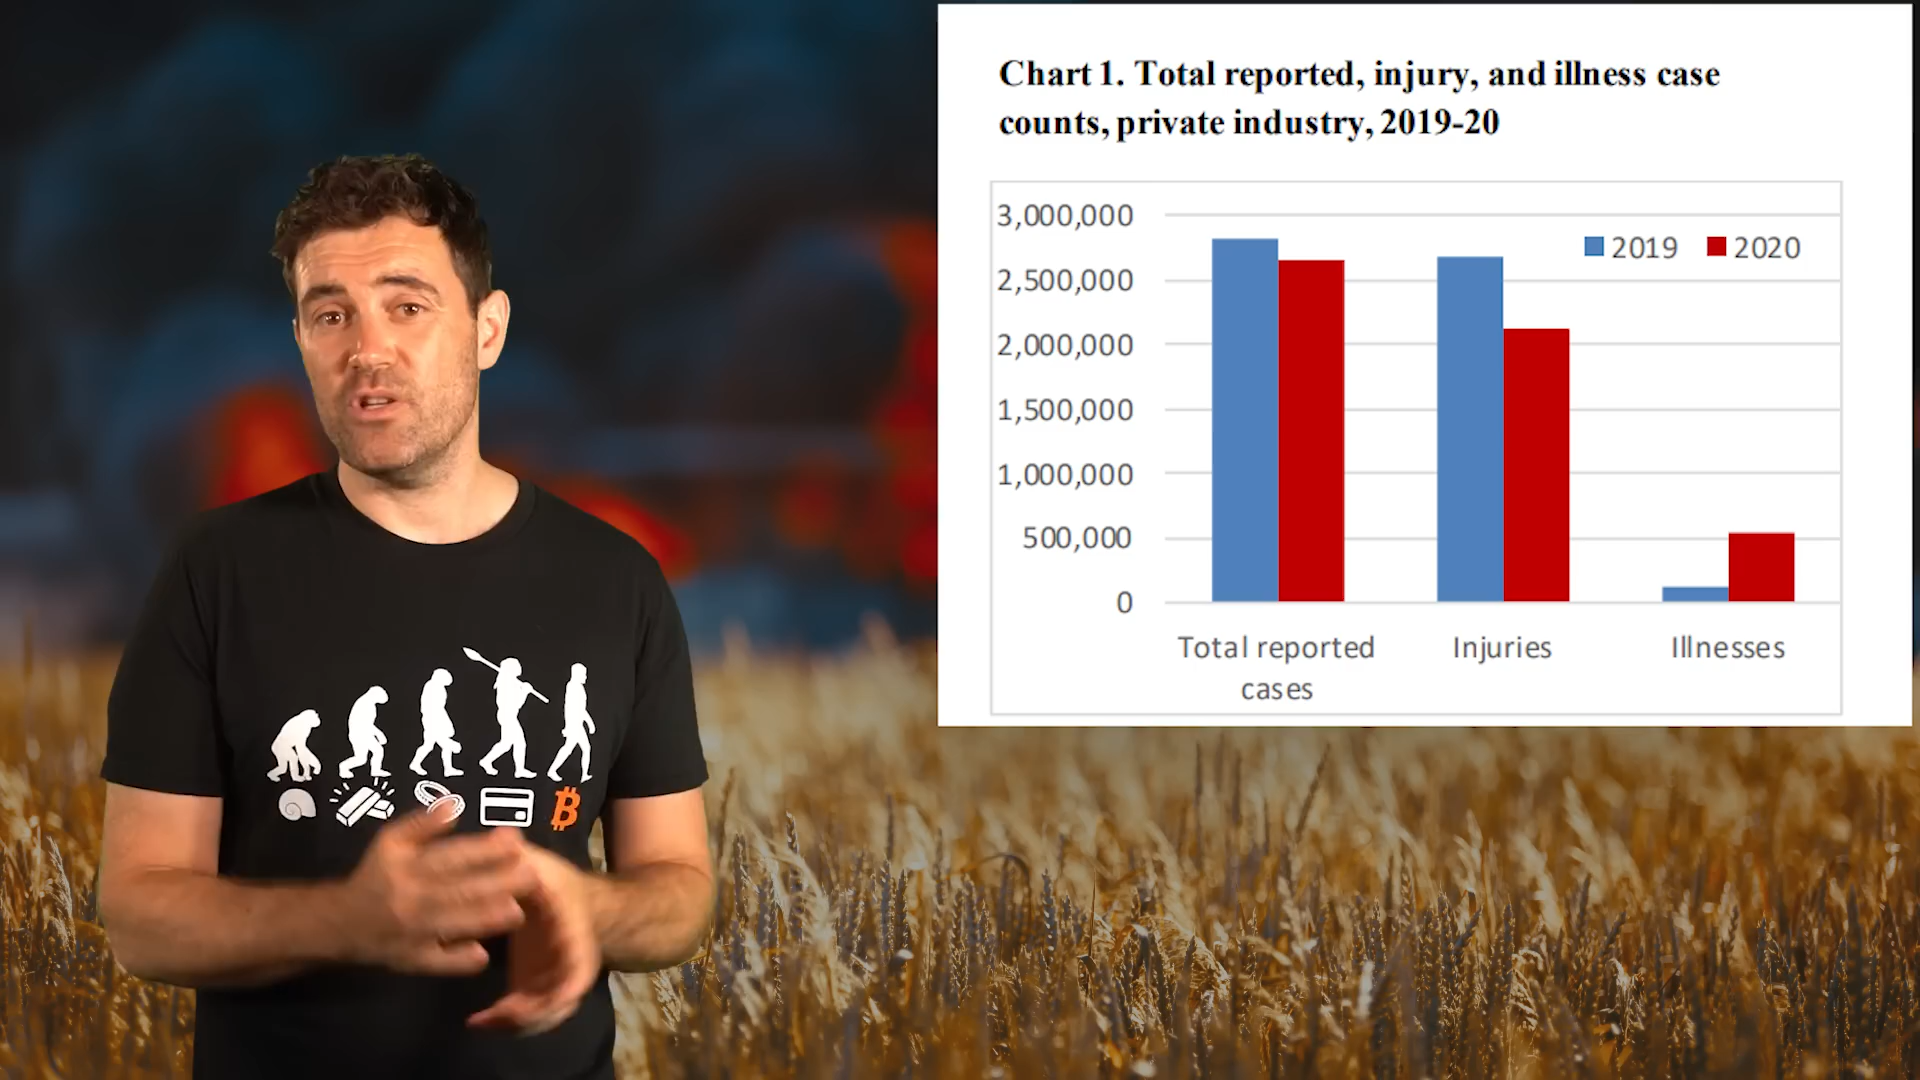 Chart 1. Total reported, injury, and illness case
counts, private industry, 2019-20
3,000,000
2,500,000
2,000,000
1,500,000
1,000,000
500,000
0
2019 2020
Total reported
cases
Injuries
Illnesses